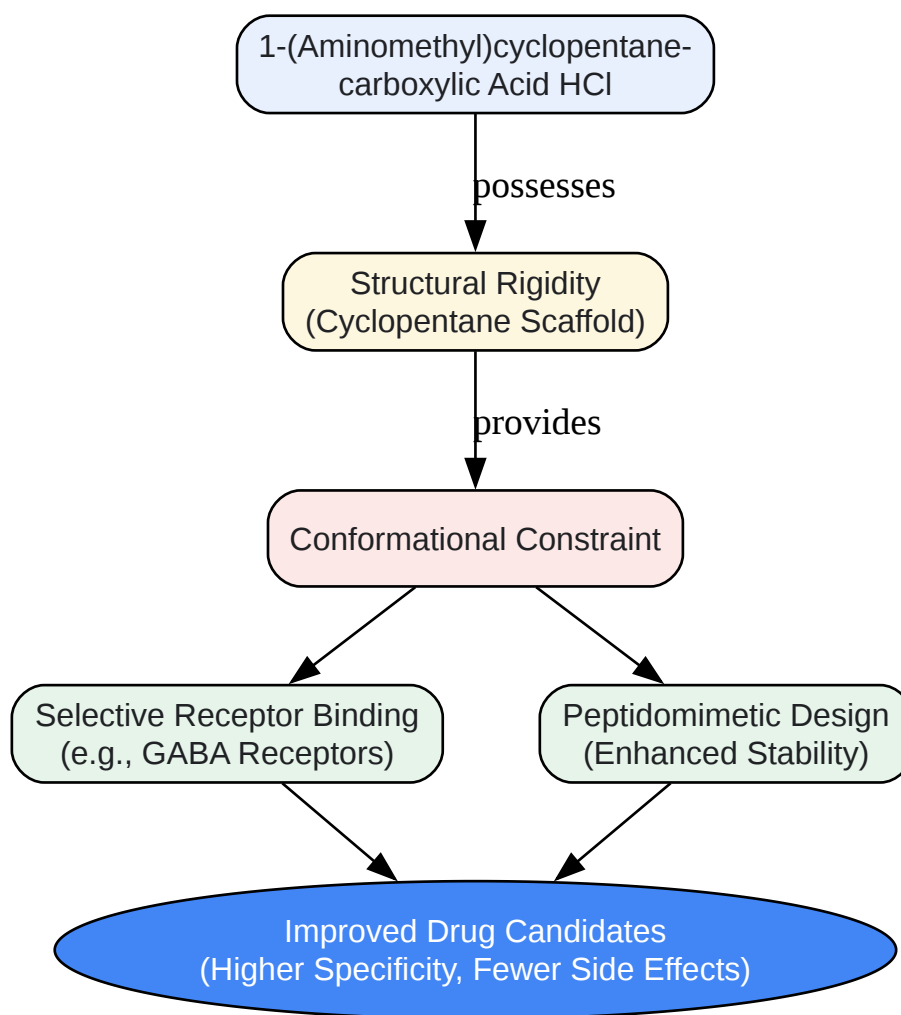 1-(Aminomethyl)cyclopentane-
carboxylic Acid HCl
possesses
Structural Rigidity
(Cyclopentane Scaffold)
provides
Conformational Constraint
Selective Receptor Binding
(e.g., GABA Receptors)
Peptidomimetic Design
(Enhanced Stability)
Improved Drug Candidates
(Higher Specificity, Fewer Side Effects)